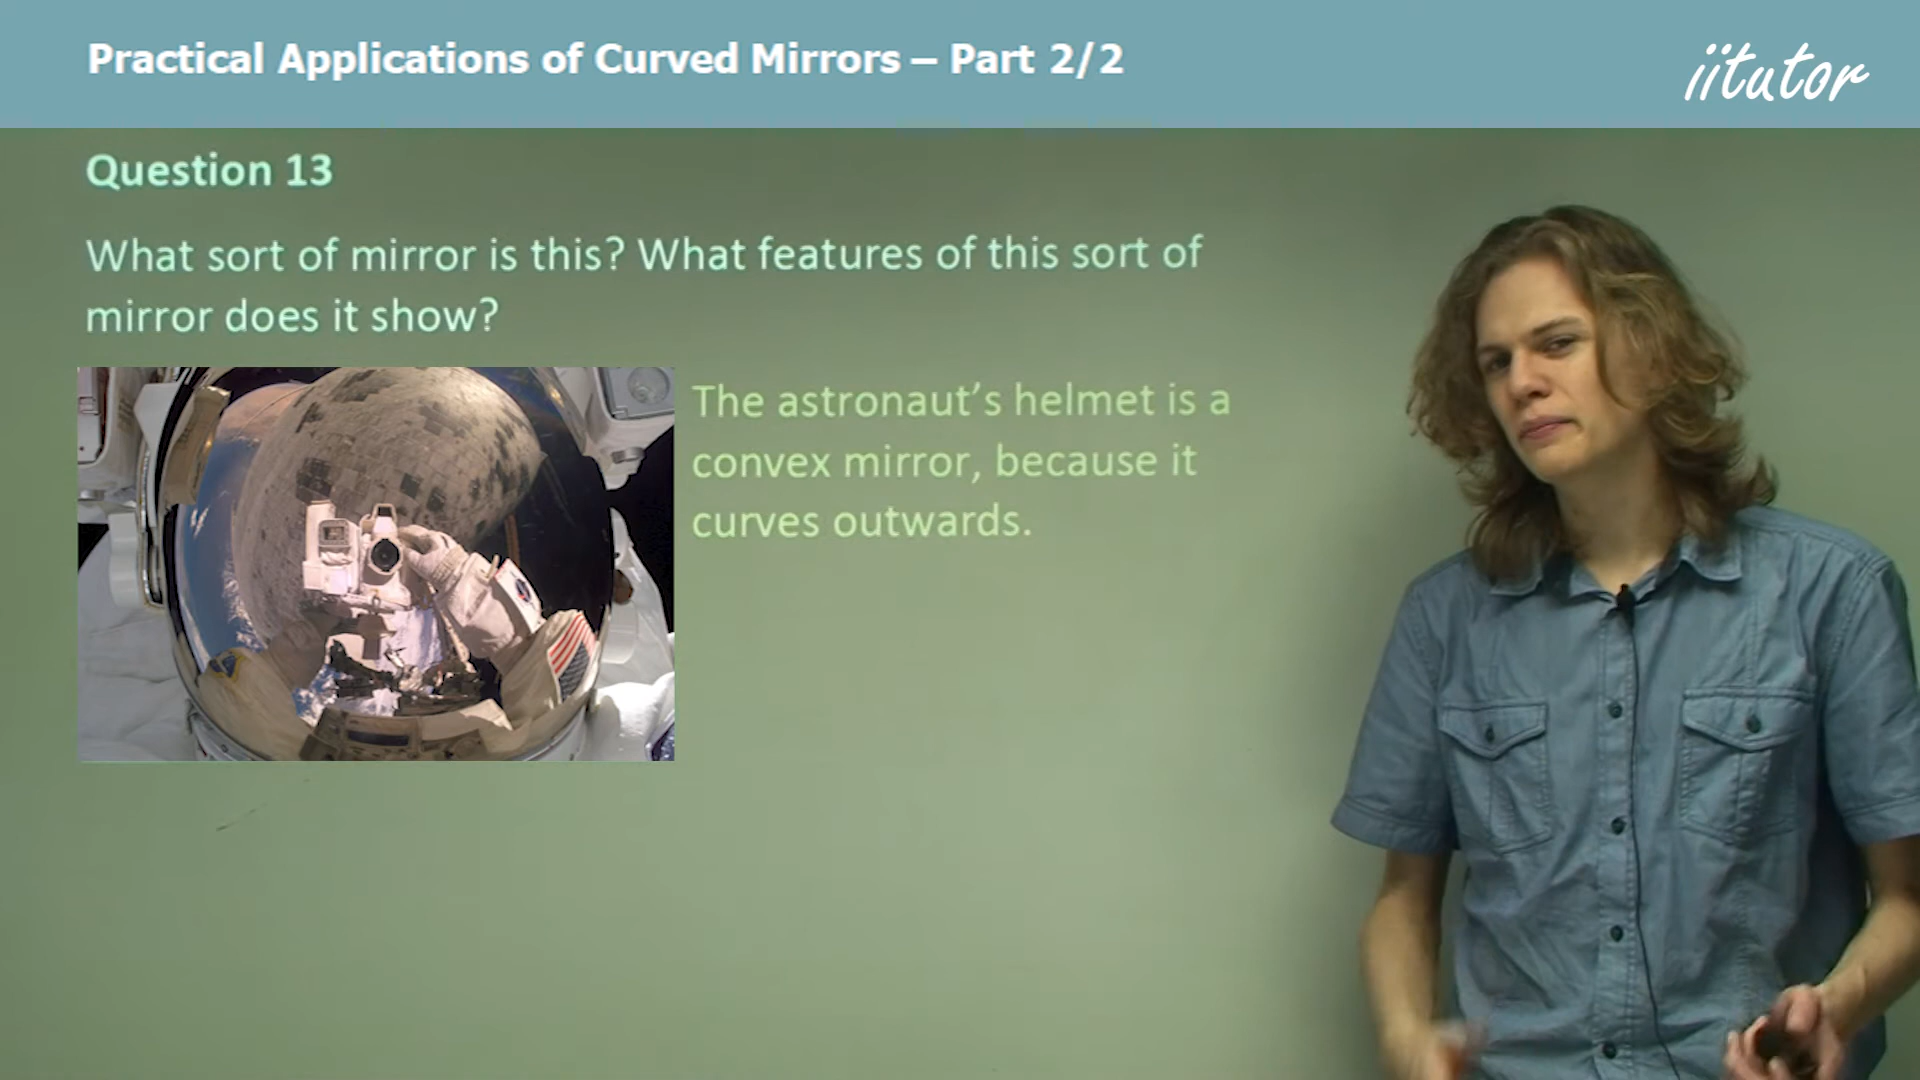 Practical Applications of Curved Mirrors – Part 2/2
iitutor
Question 13
What sort of mirror is this? What features of this sort of
mirror does it show?
The astronaut’s helmet is a
convex mirror, because it
curves outwards.